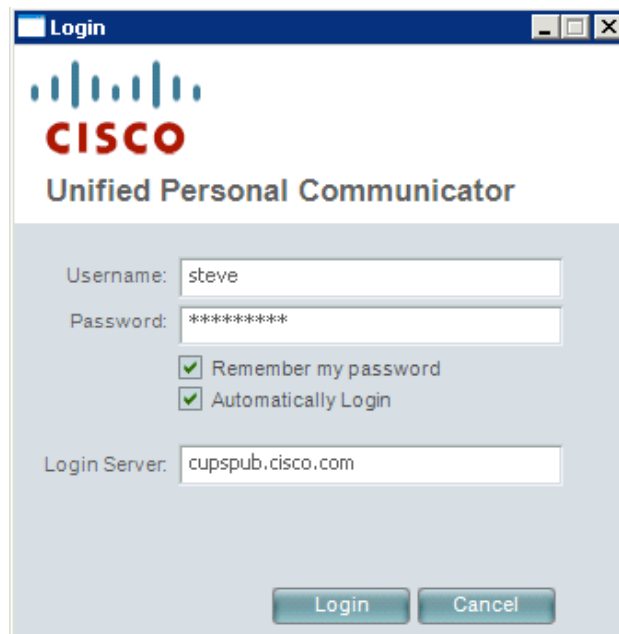 Login
CISCO
Unified Personal Communicator
Username: steve
Password: *********
Remember my password
Automatically Login
Login Server: cupspub.cisco.com
Login Cancel